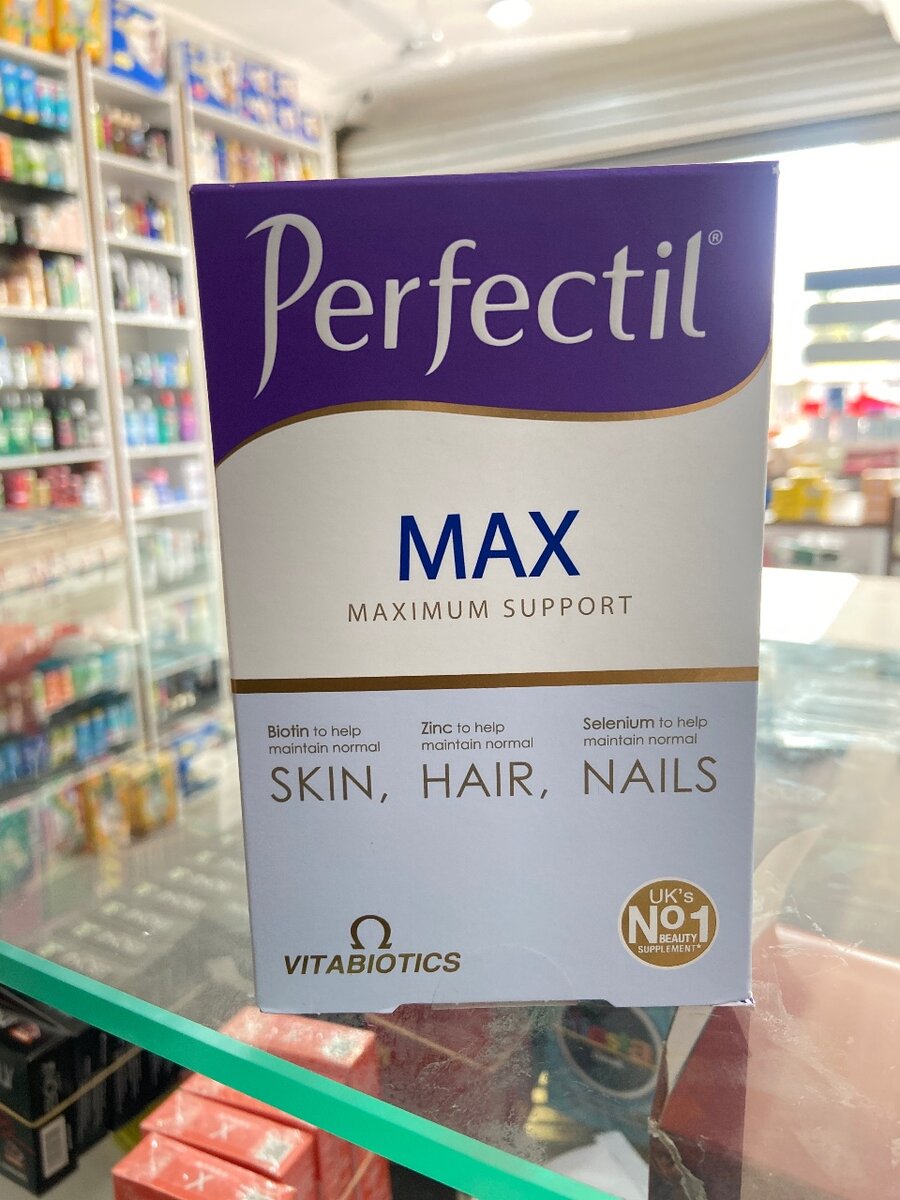 Perfectil®
MAX
MAXIMUM SUPPORT
Biotin to help
maintain normal
SKIN,
Zinc to help
maintain normal
HAIR,
Selenium to help
maintain normal
NAILS
VITABIOTICS
UK's
No1
BEAUTY
SUPPLEMENT*